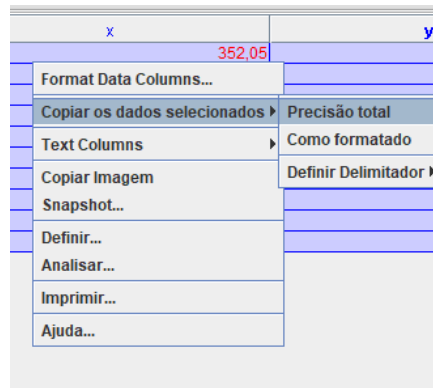 x y
352,05
Format Data Columns...
Copiar os dados selecionados Precisão total
Text Columns Como formatado
Copiar Imagem Definir Delimitador
Snapshot...
Definir...
Analisar...
Imprimir...
Ajuda...